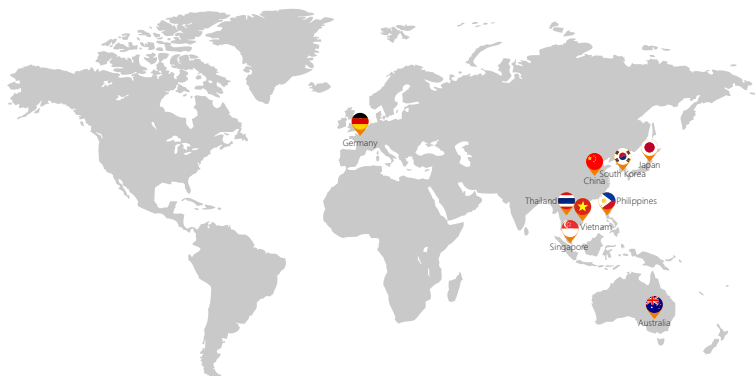 Germany
Japan
South Korea
China
Thailand
Philippines
Vietnam
Singapore
Australia